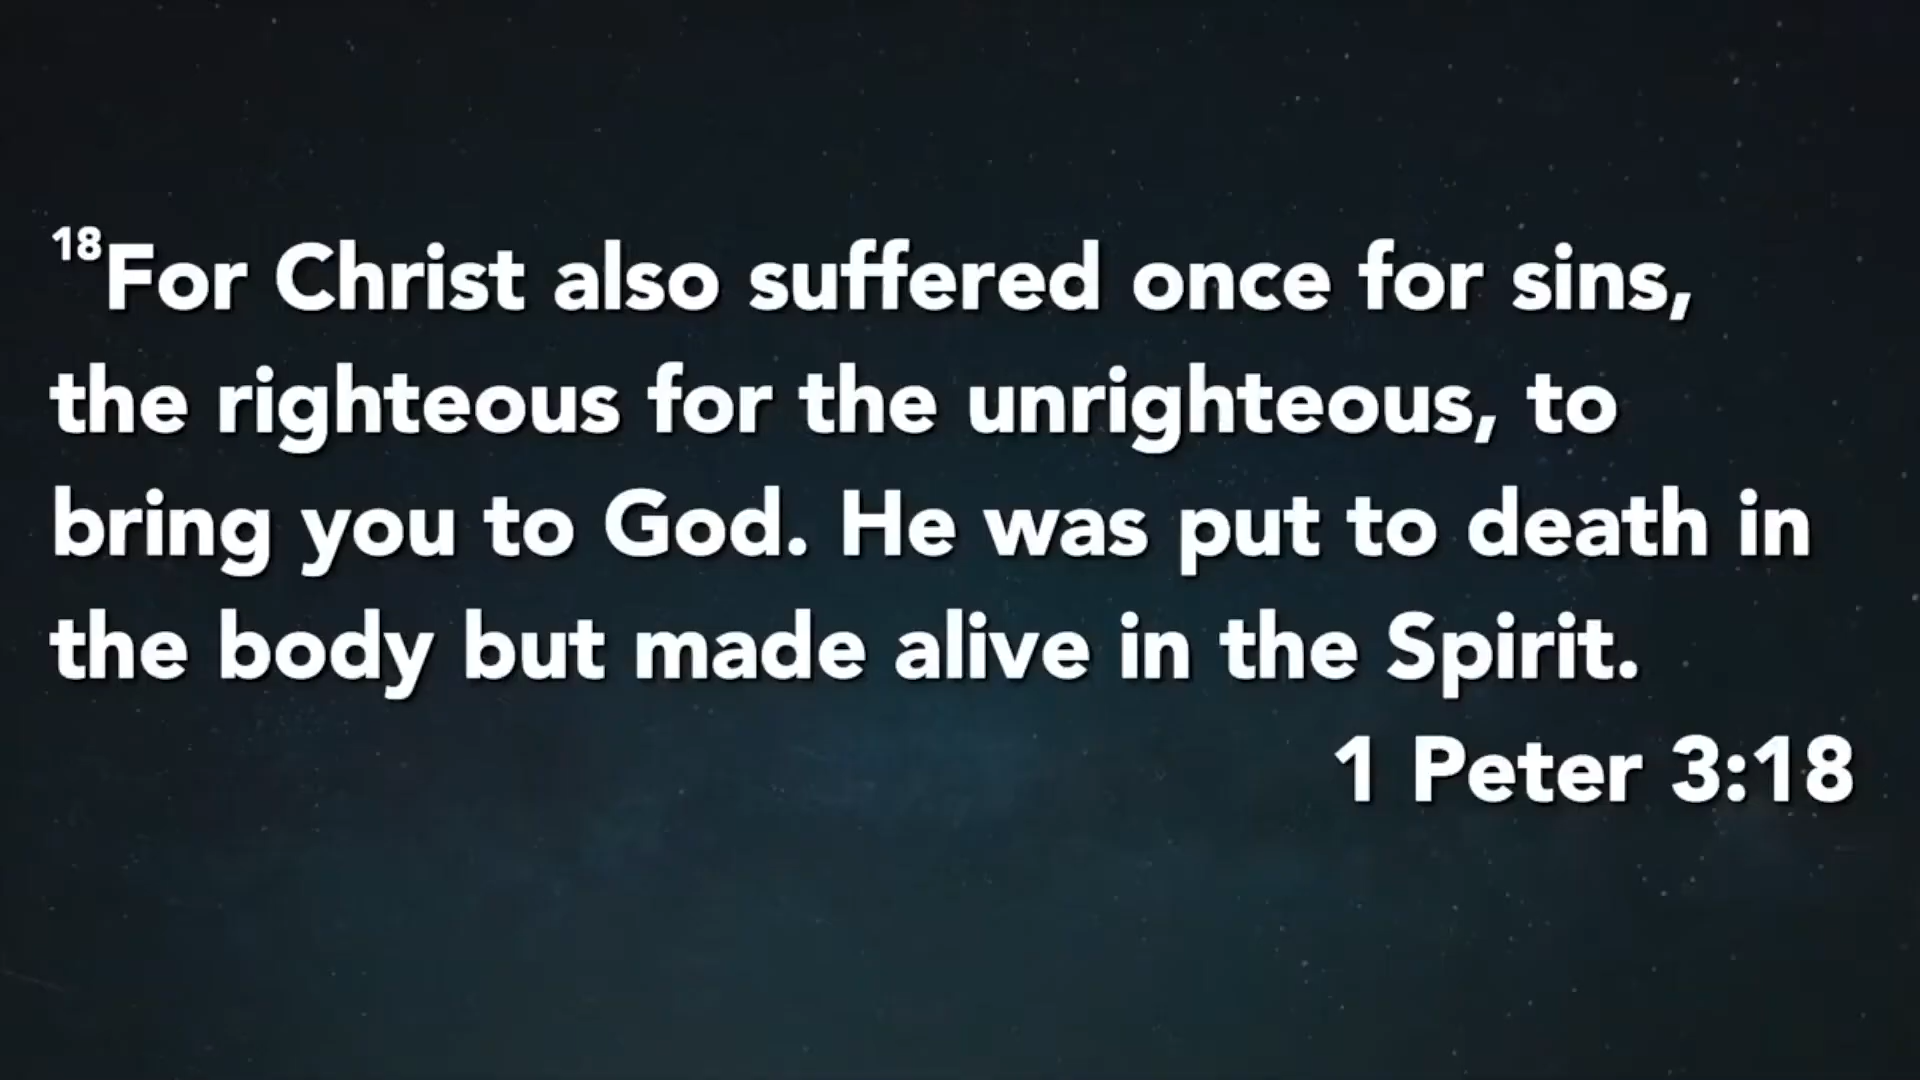 18For Christ also suffered once for sins,
the righteous for the unrighteous, to
bring you to God. He was put to death in
the body but made alive in the Spirit.
1 Peter 3:18